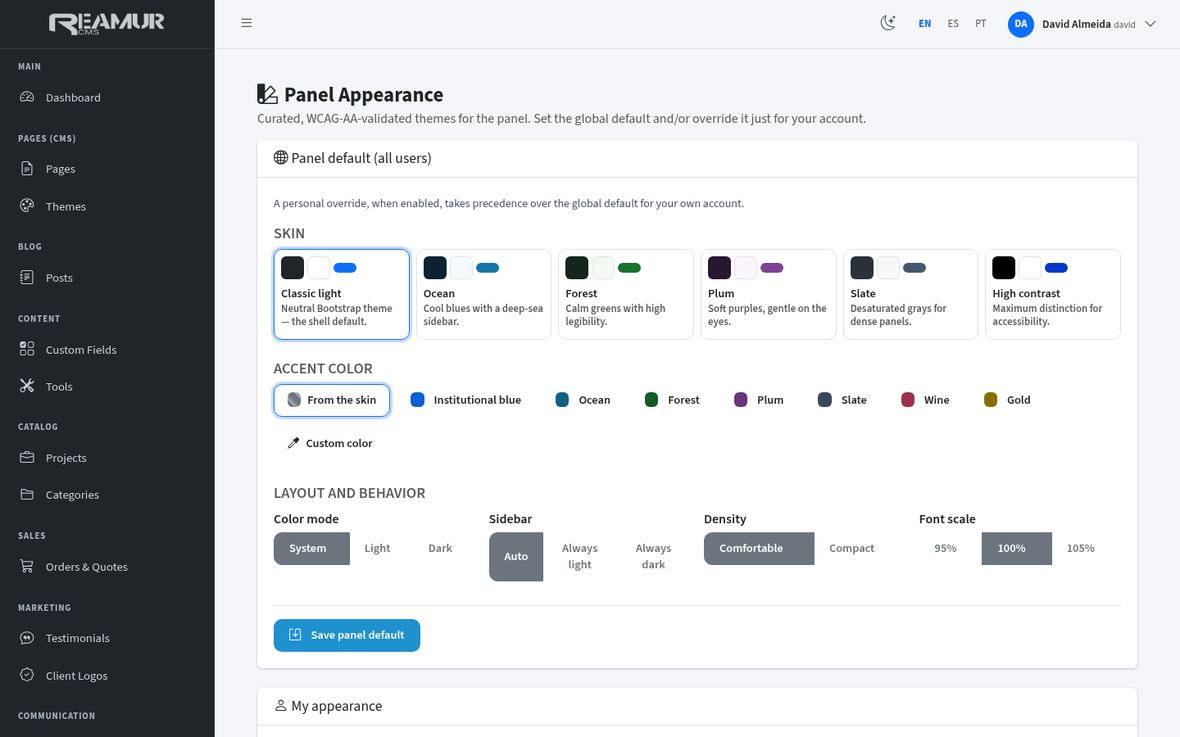 REAMUR
CMS
EN ES PT DA David Almeida david
MAIN
Dashboard
PAGES (CMS)
Pages
Themes
BLOG
Posts
CONTENT
Custom Fields
Tools
CATALOG
Projects
Categories
SALES
Orders & Quotes
MARKETING
Testimonials
Client Logos
COMMUNICATION
Panel Appearance
Curated, WCAG-AA-validated themes for the panel. Set the global default and/or override it just for your account.
Panel default (all users)
A personal override, when enabled, takes precedence over the global default for your own account.
SKIN
Classic light
Neutral Bootstrap theme
— the shell default.
Ocean
Cool blues with a deep-sea
sidebar.
Forest
Calm greens with high
legibility.
Plum
Soft purples, gentle on the
eyes.
Slate
Desaturated grays for
dense panels.
High contrast
Maximum distinction for
accessibility.
ACCENT COLOR
From the skin Institutional blue Ocean Forest Plum Slate Wine Gold
Custom color
LAYOUT AND BEHAVIOR
Color mode
System Light Dark
Sidebar
Auto
Always
light
Always
dark
Density
Comfortable Compact
Font scale
95% 100% 105%
Save panel default
My appearance